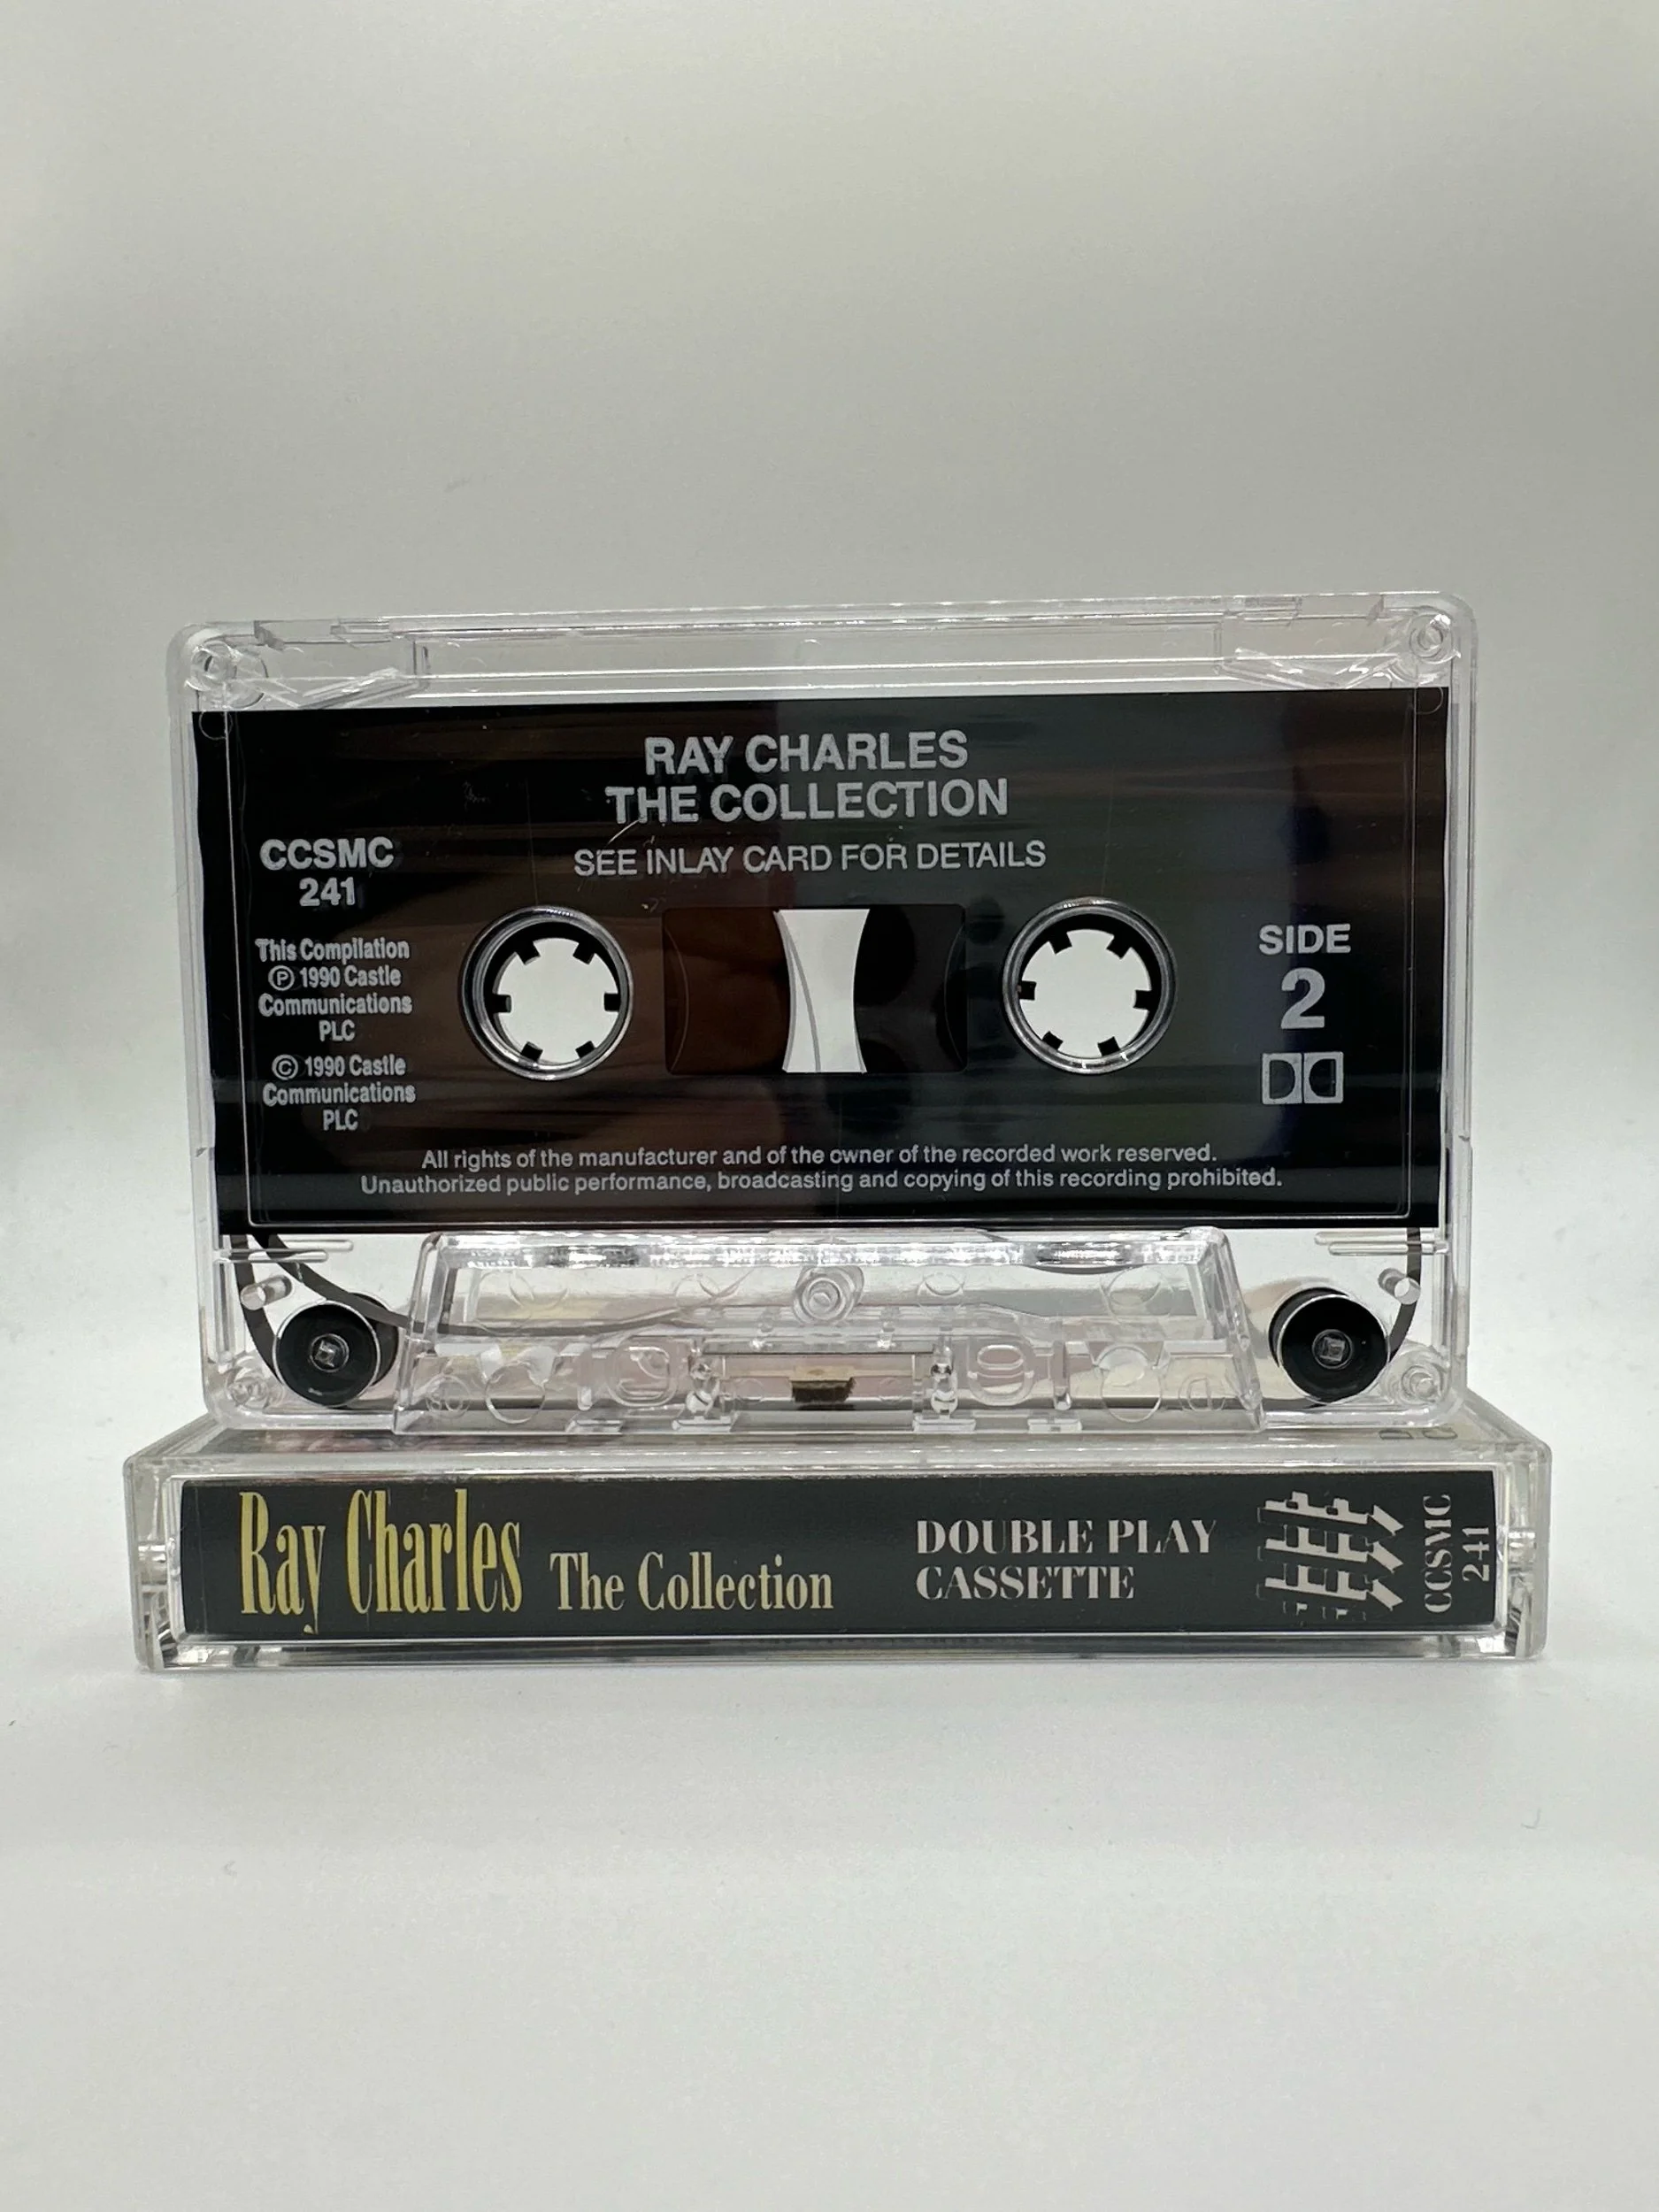 RAY CHARLES
THE COLLECTION
SEE INLAY CARD FOR DETAILS
CCSMC
241
This Compilation
Ⓟ 1990 Castle
Communications
PLC
© 1990 Castle
Communications
PLC
SIDE
2
All rights of the manufacturer and of the owner of the recorded work reserved.
Unauthorized public performance, broadcasting and copying of this recording prohibited.
Ray Charles The Collection
DOUBLE PLAY
CASSETTE
CCSMC
241